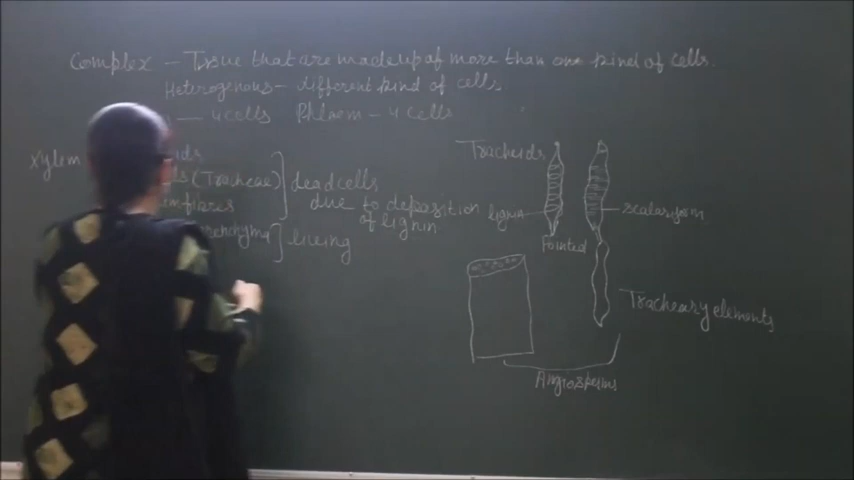 Complex - Tissue that are made up of more than one kind of cells.
Heterogenous - different kind of cells
— 4 cells Phloem - 4 cells
Xylem
(Tracheae)
dead cells
due to deposition
of lignin
living
Tracheids
lignin
Pointed
scalariform
Tracheary elements
Angiosperms